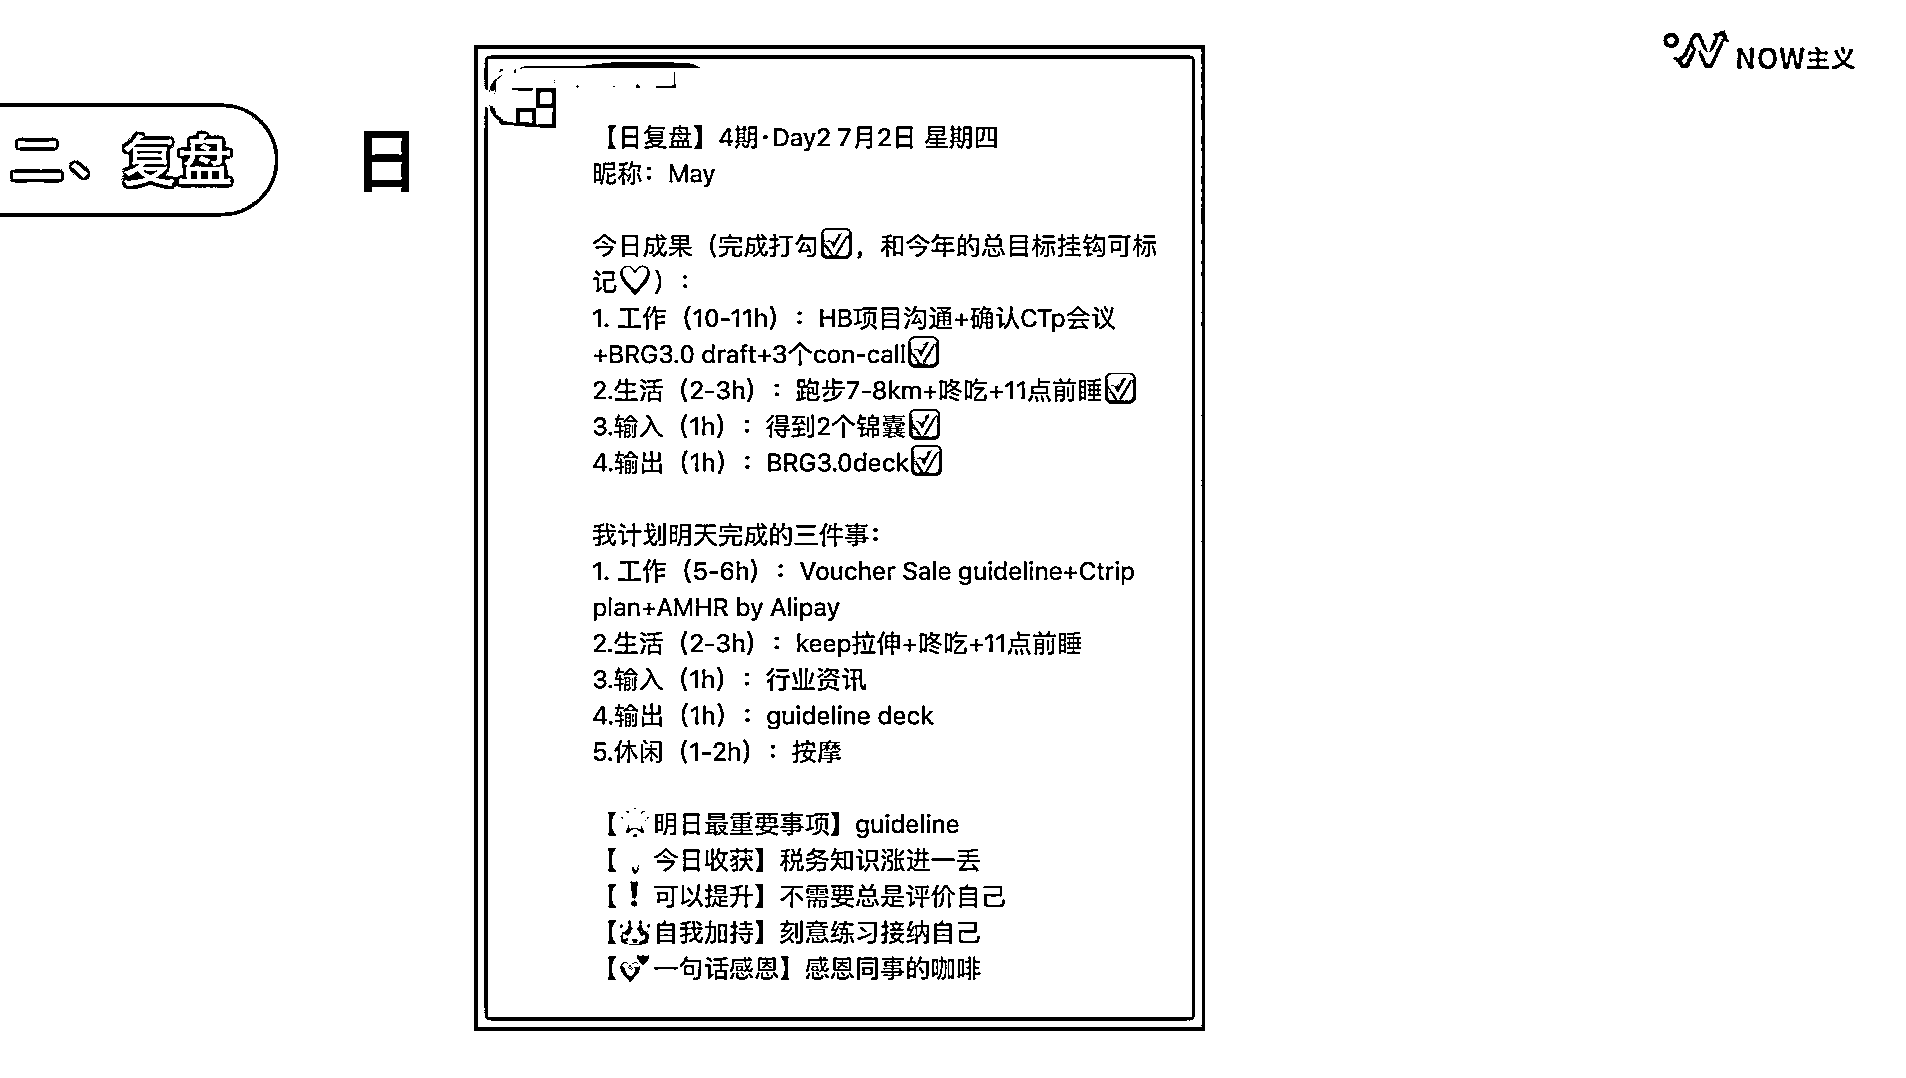 NOW主义
二、复盘
日
【日复盘】4期·Day2 7月2日 星期四
昵称：May
今日成果（完成打勾✅，和今年的总目标挂钩可标
记♡）：
1. 工作（10-11h）：HB项目沟通+确认CTp会议
+BRG3.0 draft+3个con-call✅
2.生活（2-3h）：跑步7-8km+咚吃+11点前睡✅
3.输入（1h）：得到2个锦囊✅
4.输出（1h）：BRG3.0deck✅
我计划明天完成的三件事：
1. 工作（5-6h）：Voucher Sale guideline+Ctrip
plan+AMHR by Alipay
2.生活（2-3h）：keep拉伸+咚吃+11点前睡
3.输入（1h）：行业资讯
4.输出（1h）：guideline deck
5.休闲（1-2h）：按摩
【明日最重要事项】guideline
【今日收获】税务知识涨进一丢
【❗可以提升】不需要总是评价自己
【自我加持】刻意练习接纳自己
【💕一句话感恩】感恩同事的咖啡